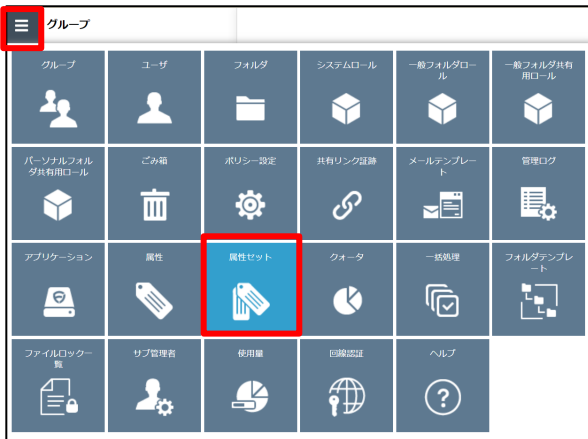 グループ
グループ
ユーザ
フォルダ
システムロール
一般フォルダロー
ル
一般フォルダ共有
用ロール
パーソナルフォル
ダ共有用ロール
ごみ箱
ポリシー設定
共有リンク証跡
メールテンプレー
ト
管理ログ
アプリケーション
属性
属性セット
クォータ
一括処理
フォルダテンプレ
ート
ファイルロック一
覧
サブ管理者
使用量
回線認証
ヘルプ